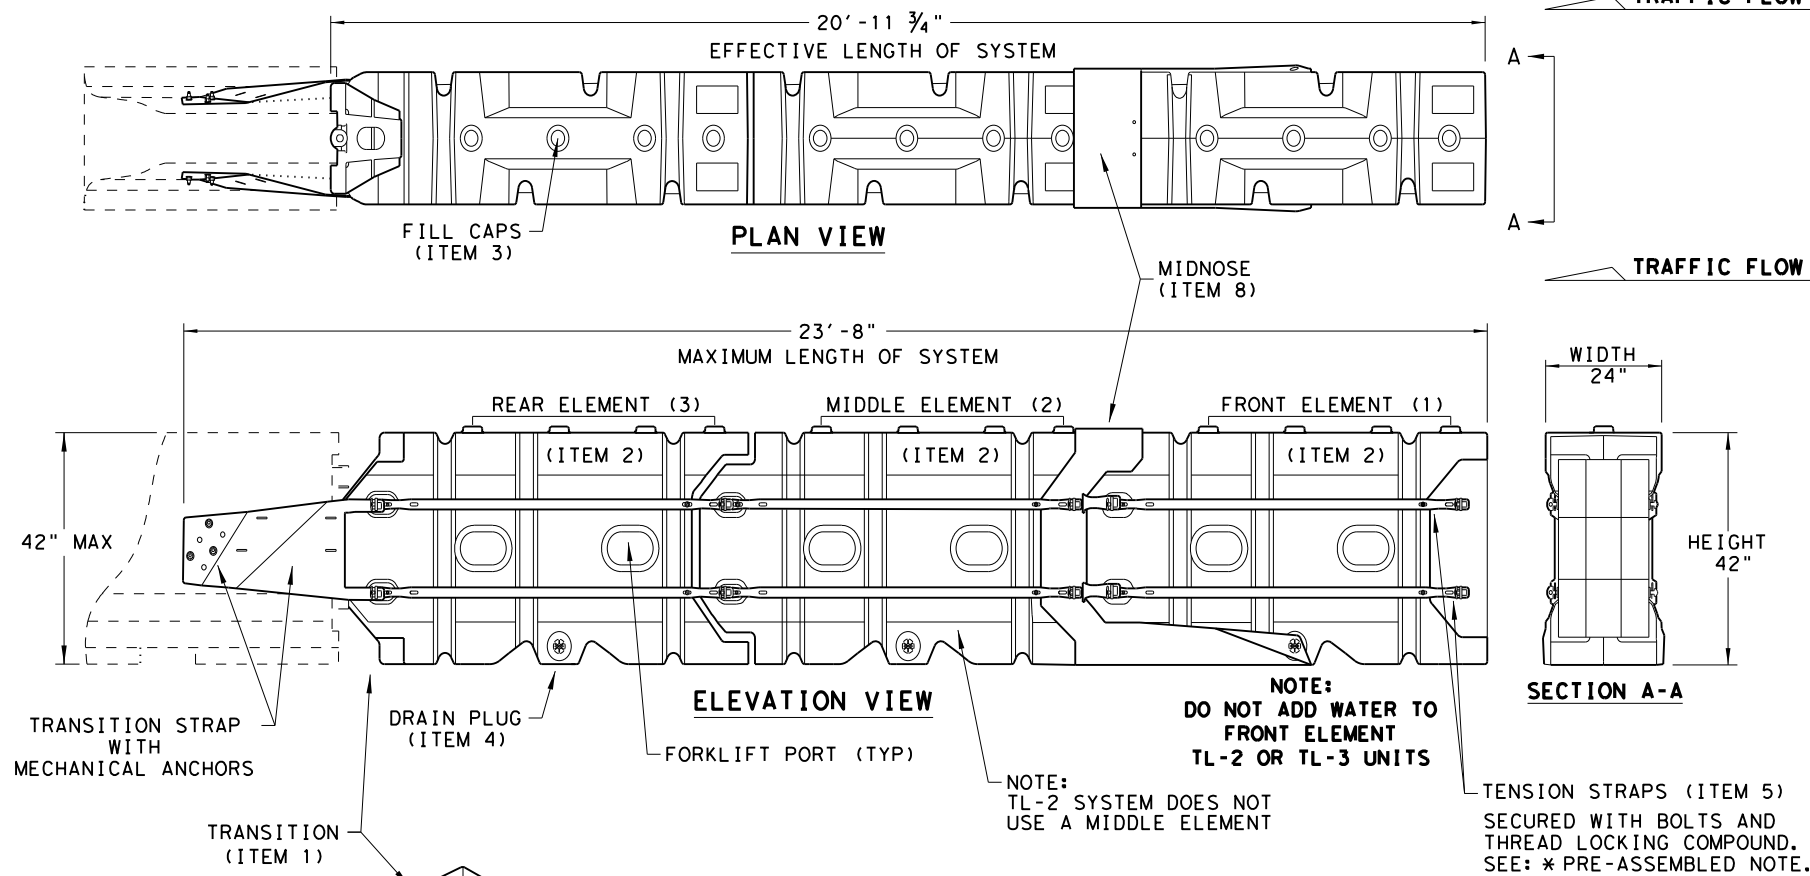 TRAFFIC FLOW
20'-11 ¾"
EFFECTIVE LENGTH OF SYSTEM
A
A
FILL CAPS
(ITEM 3)
PLAN VIEW
MIDNOSE
(ITEM 8)
TRAFFIC FLOW
23'-8"
MAXIMUM LENGTH OF SYSTEM
WIDTH
24"
REAR ELEMENT (3)
MIDDLE ELEMENT (2)
FRONT ELEMENT (1)
(ITEM 2)
(ITEM 2)
(ITEM 2)
42" MAX
HEIGHT
42"
ELEVATION VIEW
NOTE:
DO NOT ADD WATER TO
FRONT ELEMENT
TL-2 OR TL-3 UNITS
SECTION A-A
TRANSITION STRAP
WITH
MECHANICAL ANCHORS
DRAIN PLUG
(ITEM 4)
FORKLIFT PORT (TYP)
NOTE:
TL-2 SYSTEM DOES NOT
USE A MIDDLE ELEMENT
TENSION STRAPS (ITEM 5)
SECURED WITH BOLTS AND
THREAD LOCKING COMPOUND.
SEE: * PRE-ASSEMBLED NOTE.
TRANSITION
(ITEM 1)